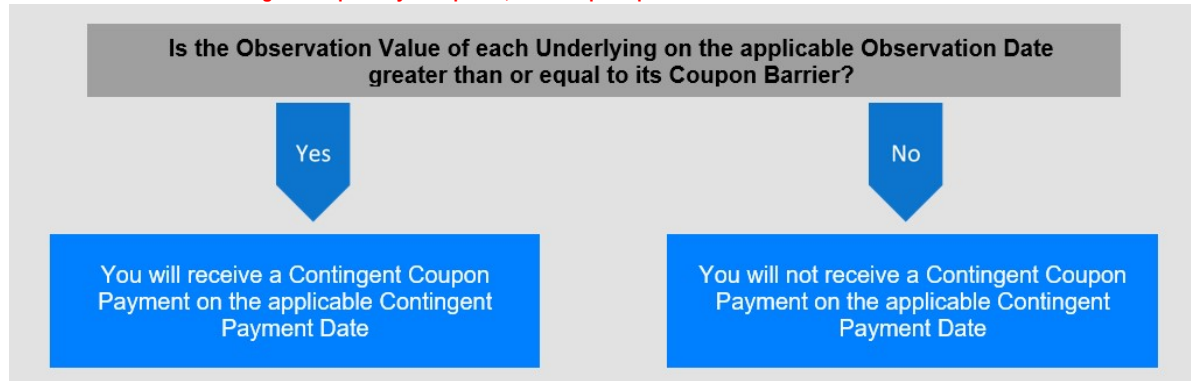 Is the Observation Value of each Underlying on the applicable Observation Date
greater than or equal to its Coupon Barrier?
Yes
No
You will receive a Contingent Coupon
Payment on the applicable Contingent
Payment Date
You will not receive a Contingent Coupon
Payment on the applicable Contingent
Payment Date